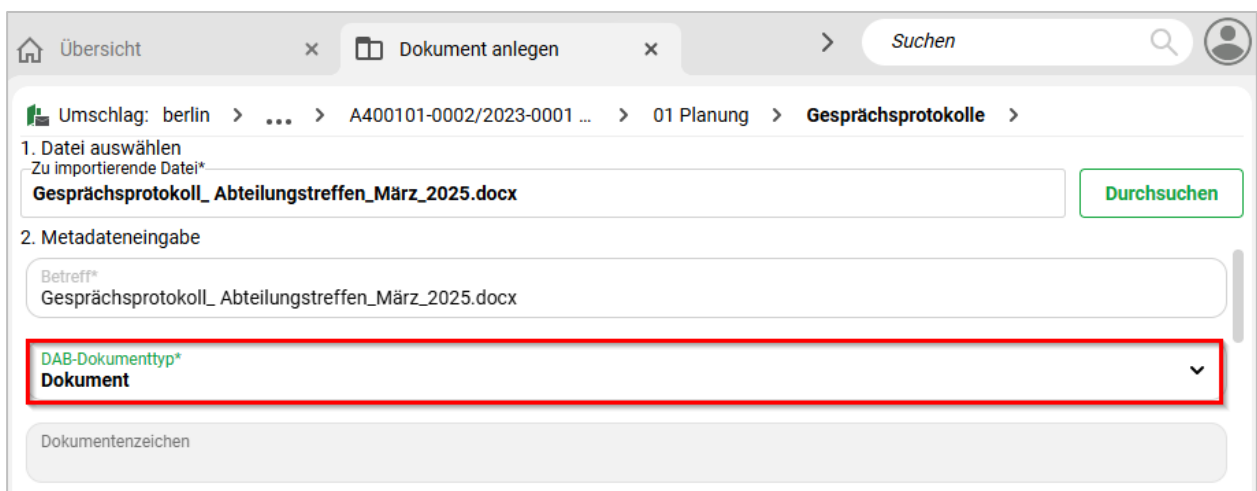 Übersicht × Dokument anlegen × > Suchen
Umschlag: berlin > ... > A400101-0002/2023-0001 ... > 01 Planung > Gesprächsprotokolle >
1. Datei auswählen
Zu importierende Datei*
Gesprächsprotokoll_ Abteilungstreffen_März_2025.docx
Durchsuchen
2. Metadateneingabe
Betreff*
Gesprächsprotokoll_ Abteilungstreffen_März_2025.docx
DAB-Dokumenttyp*
Dokument
Dokumentenzeichen